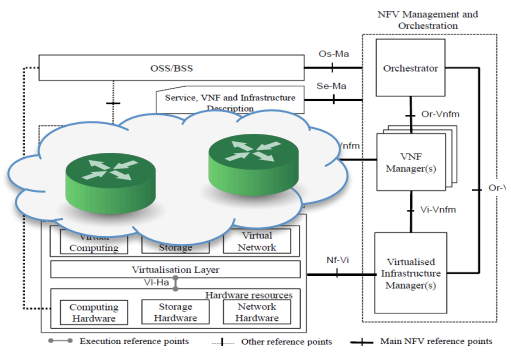 NFV Management and
Orchestration
Os-Ma
OSS/BSS
Orchestrator
Se-Ma
Service, VNF and Infrastructure
Description
Or-Vnfm
VNF
Manager(s)
Vi-Vnfm
Virtual
Computing
Storage
Virtual
Network
Nf-Vi
Virtualisation Layer
Virtualised
Infrastructure
Manager(s)
Vl-Ha
Hardware resources
Computing
Hardware
Storage
Hardware
Network
Hardware
Execution reference points
Other reference points
Main NFV reference points